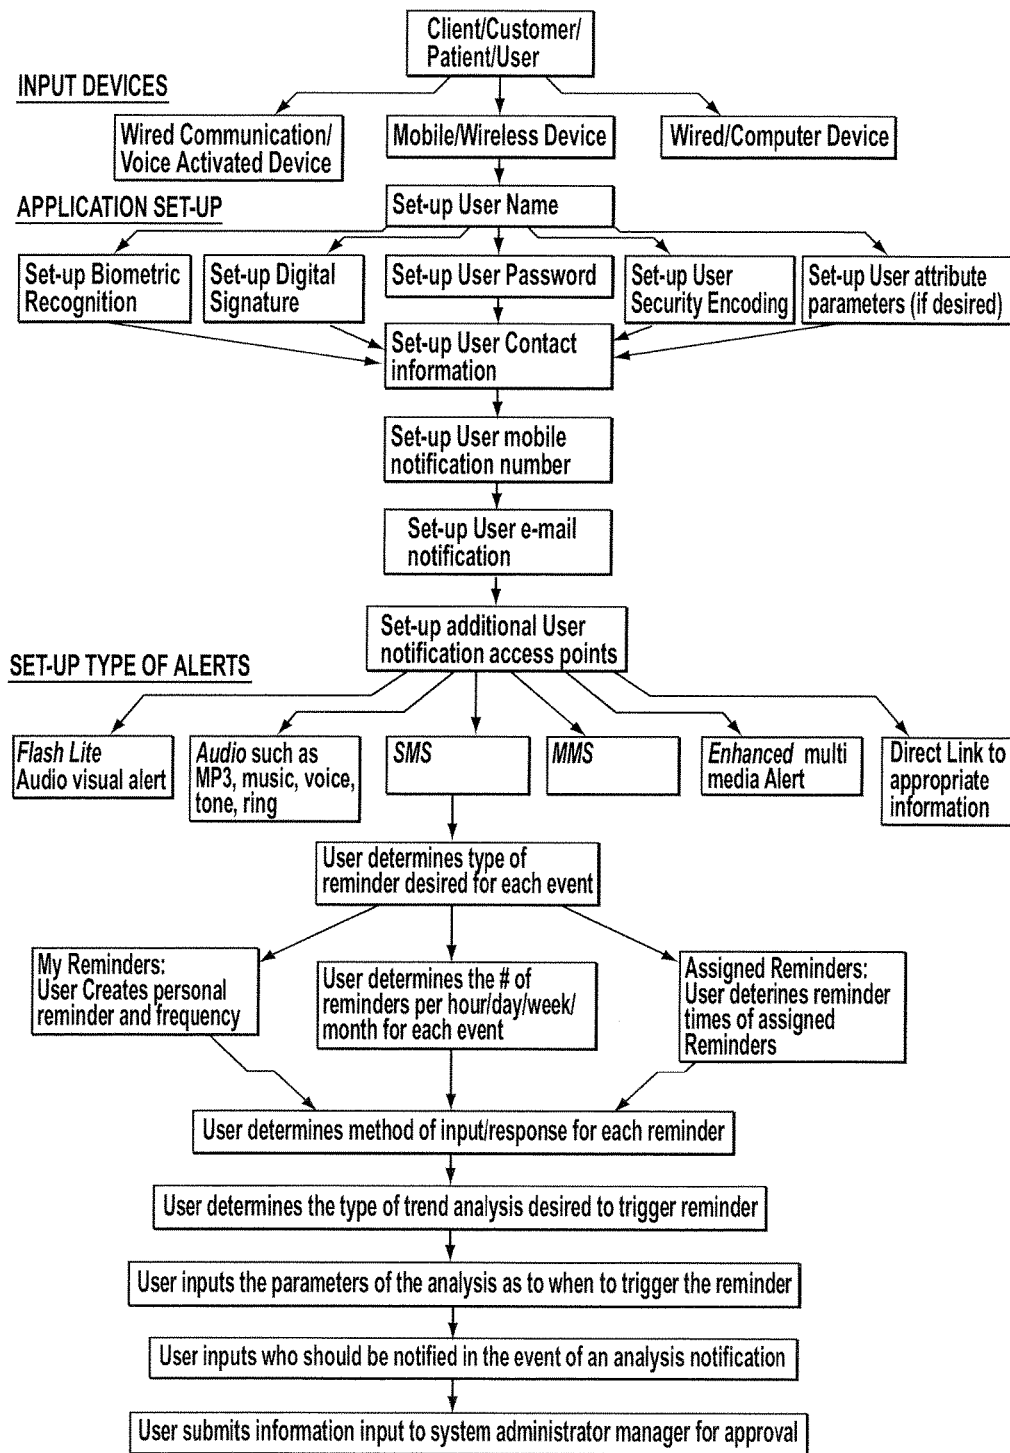 Client/Customer/
Patient/User
INPUT DEVICES
Wired Communication/
Voice Activated Device
Mobile/Wireless Device
Wired/Computer Device
APPLICATION SET-UP
Set-up User Name
Set-up Biometric
Recognition
Set-up Digital
Signature
Set-up User Password
Set-up User
Security Encoding
Set-up User attribute
parameters (if desired)
Set-up User Contact
information
Set-up User mobile
notification number
Set-up User e-mail
notification
Set-up additional User
notification access points
SET-UP TYPE OF ALERTS
Flash Lite
Audio visual alert
Audio such as
MP3, music, voice,
tone, ring
SMS
MMS
Enhanced multi
media Alert
Direct Link to
appropriate
information
User determines type of
reminder desired for each event
My Reminders:
User Creates personal
reminder and frequency
User determines the # of
reminders per hour/day/week/
month for each event
Assigned Reminders:
User deterines reminder
times of assigned
Reminders
User determines method of input/response for each reminder
User determines the type of trend analysis desired to trigger reminder
User inputs the parameters of the analysis as to when to trigger the reminder
User inputs who should be notified in the event of an analysis notification
User submits information input to system administrator manager for approval